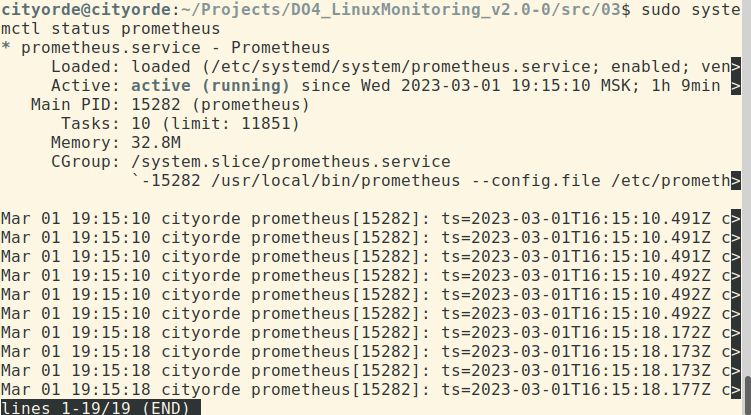 cityorde@cityorde:~/Projects/DO4_LinuxMonitoring_v2.0-0/src/03$ sudo syste
mctl status prometheus
* prometheus.service - Prometheus
     Loaded: loaded (/etc/systemd/system/prometheus.service; enabled; ven>
     Active: active (running) since Wed 2023-03-01 19:15:10 MSK; 1h 9min >
   Main PID: 15282 (prometheus)
      Tasks: 10 (limit: 11851)
     Memory: 32.8M
     CGroup: /system.slice/prometheus.service
             `-15282 /usr/local/bin/prometheus --config.file /etc/prometh>
Mar 01 19:15:10 cityorde prometheus[15282]: ts=2023-03-01T16:15:10.491Z c>
Mar 01 19:15:10 cityorde prometheus[15282]: ts=2023-03-01T16:15:10.491Z c>
Mar 01 19:15:10 cityorde prometheus[15282]: ts=2023-03-01T16:15:10.491Z c>
Mar 01 19:15:10 cityorde prometheus[15282]: ts=2023-03-01T16:15:10.492Z c>
Mar 01 19:15:10 cityorde prometheus[15282]: ts=2023-03-01T16:15:10.492Z c>
Mar 01 19:15:10 cityorde prometheus[15282]: ts=2023-03-01T16:15:10.492Z c>
Mar 01 19:15:18 cityorde prometheus[15282]: ts=2023-03-01T16:15:18.172Z c>
Mar 01 19:15:18 cityorde prometheus[15282]: ts=2023-03-01T16:15:18.173Z c>
Mar 01 19:15:18 cityorde prometheus[15282]: ts=2023-03-01T16:15:18.173Z c>
Mar 01 19:15:18 cityorde prometheus[15282]: ts=2023-03-01T16:15:18.177Z c>
lines 1-19/19 (END)